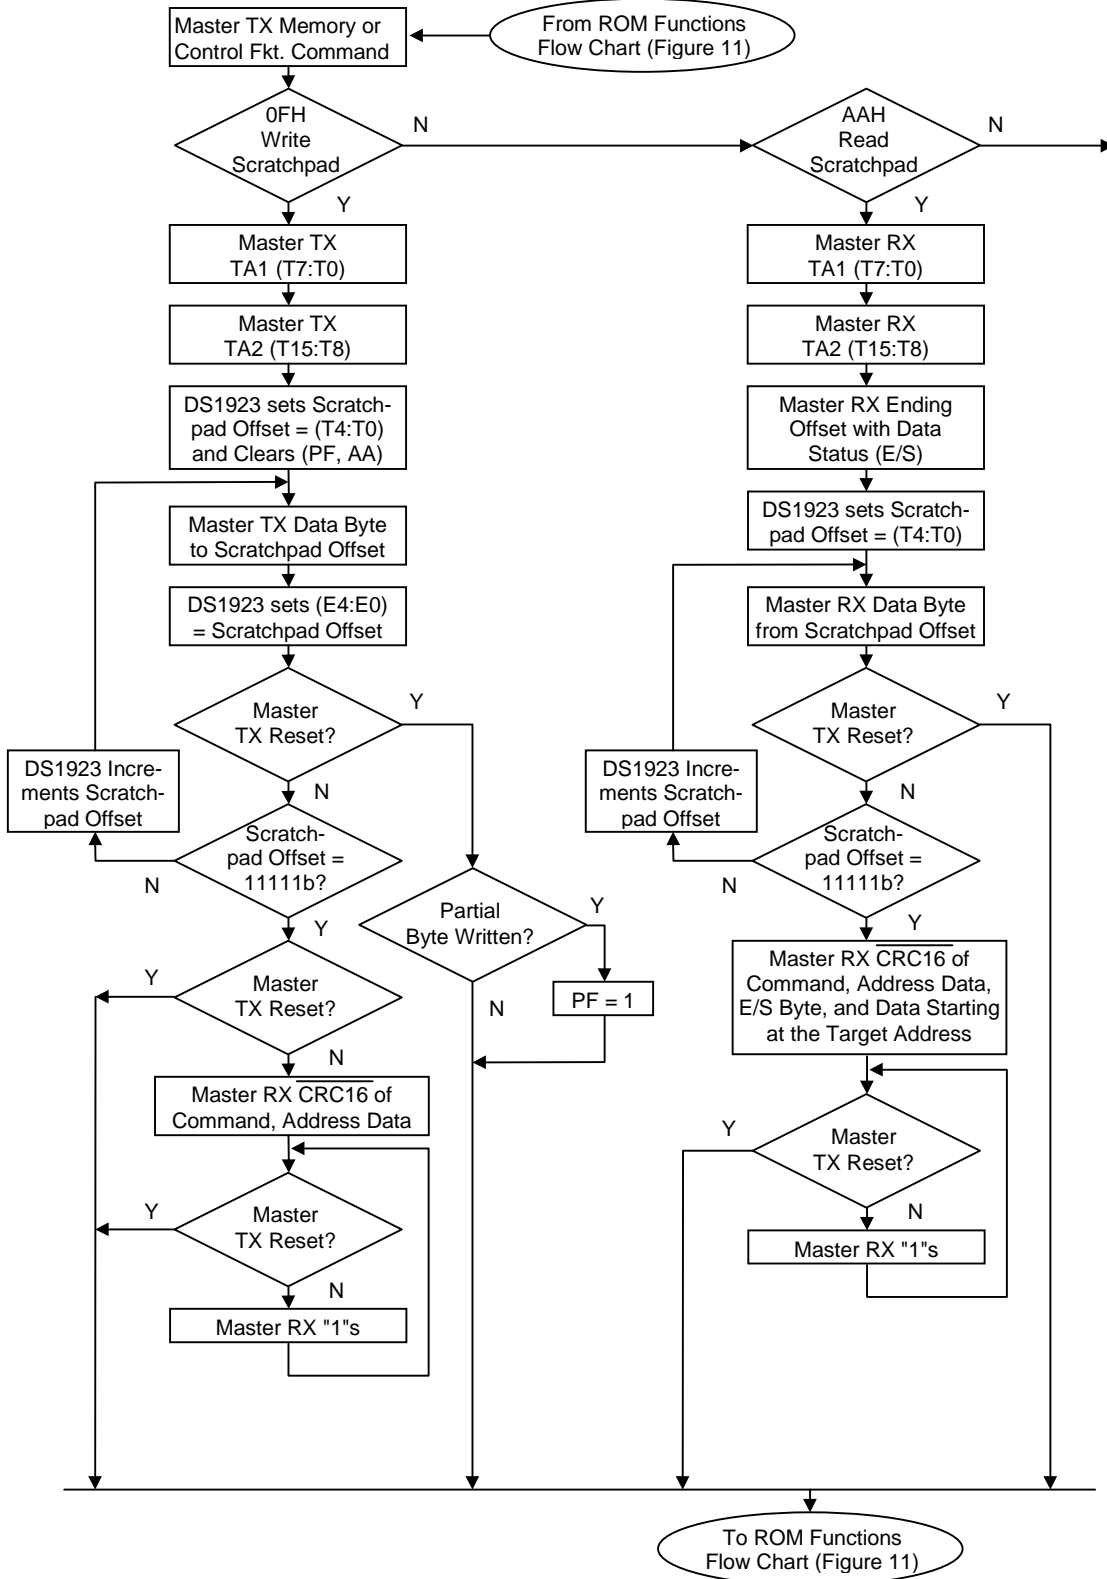 Master TX Memory or
Control Fkt. Command
From ROM Functions
Flow Chart (Figure 11)
0FH
Write
Scratchpad
N
Y
AAH
Read
Scratchpad
N
Y
Master TX
TA1 (T7:T0)
Master TX
TA2 (T15:T8)
DS1923 sets Scratch-
pad Offset = (T4:T0)
and Clears (PF, AA)
Master TX Data Byte
to Scratchpad Offset
DS1923 sets (E4:E0)
= Scratchpad Offset
Master
TX Reset?
Y
N
DS1923 Incre-
ments Scratch-
pad Offset
Scratch-
pad Offset =
11111b?
N
Y
Partial
Byte Written?
Y
N
PF = 1
Master
TX Reset?
Y
N
Master RX CRC16 of
Command, Address Data
Master
TX Reset?
Y
N
Master RX "1"s
Master RX
TA1 (T7:T0)
Master RX
TA2 (T15:T8)
Master RX Ending
Offset with Data
Status (E/S)
DS1923 sets Scratch-
pad Offset = (T4:T0)
Master RX Data Byte
from Scratchpad Offset
Master
TX Reset?
Y
N
DS1923 Incre-
ments Scratch-
pad Offset
Scratch-
pad Offset =
11111b?
N
Y
Master RX CRC16 of
Command, Address Data,
E/S Byte, and Data Starting
at the Target Address
Master
TX Reset?
Y
N
Master RX "1"s
To ROM Functions
Flow Chart (Figure 11)